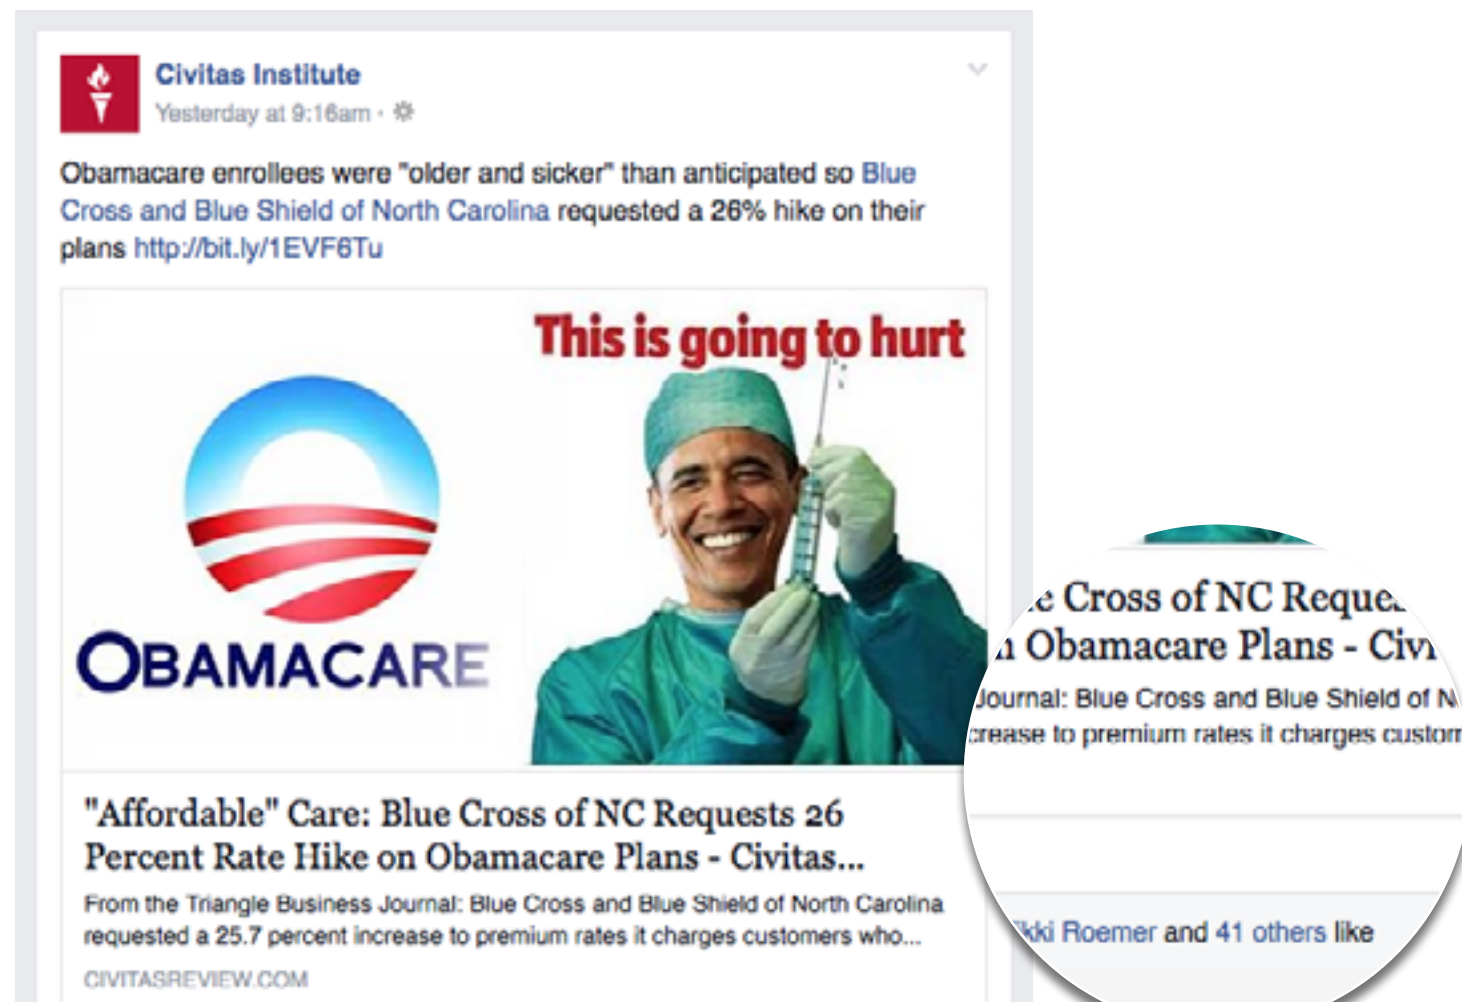 Civitas Institute
Yesterday at 9:16am ·
Obamacare enrollees were "older and sicker" than anticipated so Blue
Cross and Blue Shield of North Carolina requested a 26% hike on their
plans http://bit.ly/1EVF6Tu
This is going to hurt
OBAMACARE
"Affordable" Care: Blue Cross of NC Requests 26
Percent Rate Hike on Obamacare Plans - Civitas...
From the Triangle Business Journal: Blue Cross and Blue Shield of North Carolina
requested a 25.7 percent increase to premium rates it charges customers who...
CIVITASREVIEW.COM
e Cross of NC Reques
n Obamacare Plans - Civi
Journal: Blue Cross and Blue Shield of N
crease to premium rates it charges custom
kki Roemer and 41 others like